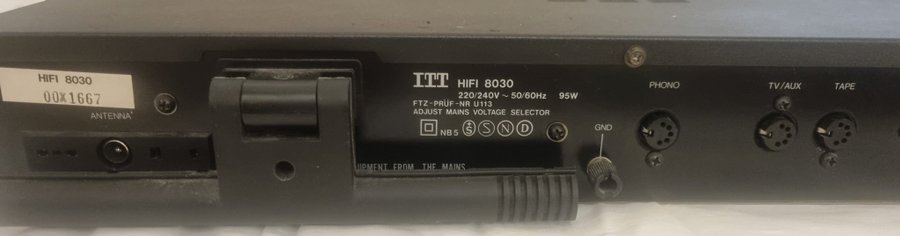 HIFI 8030
00X1667
ANTENNA
ITT HIFI 8030
220/240V ~ 50/60Hz 95W
FTZ-PRÜF-NR U113
ADJUST MAINS VOLTAGE SELECTOR
NB5 S S N D
UIPMENT FROM THE MAINS
GND
PHONO
TV/AUX
TAPE